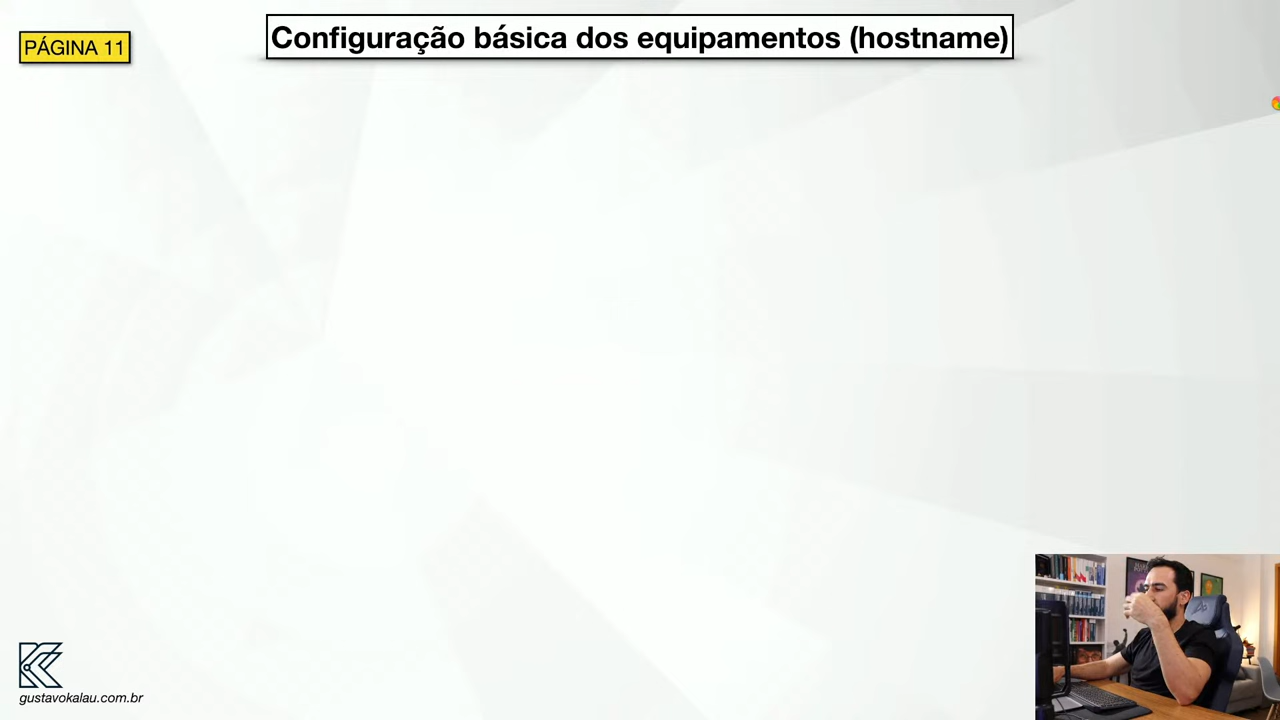 Configuração básica dos equipamentos (hostname)
PÁGINA 11
gustavokalau.com.br